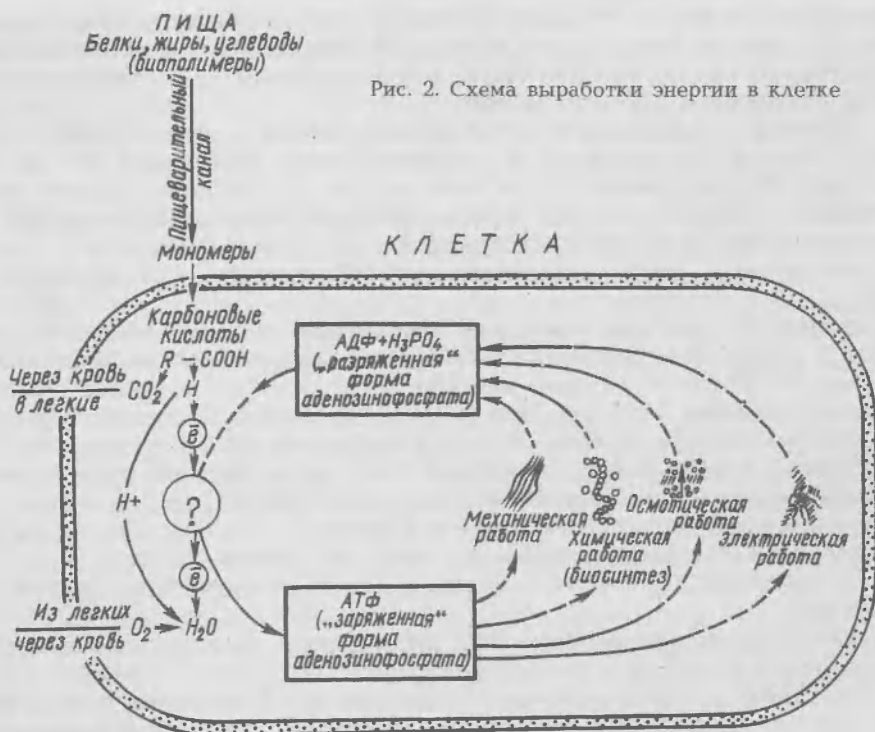 ПИЩА
Белки, жиры, углеводы
(биополимеры)
Рис. 2. Схема выработки энергии в клетке
Пищеварительный
канал
Мономеры
КЛЕТКА
Карбоновые
кислоты
R – COOH
Через кровь
в легкие
CO₂
H
ē
H+
?
ē
Из легких
через кровь
O₂
H₂O
АДФ+H₃PO₄
(„разряженная“
форма
аденозинофосфата)
Механическая
работа
Химическая
работа
(биосинтез)
Осмотическая
работа
Электрическая
работа
АТФ
(„заряженная“
форма
аденозинофосфата)